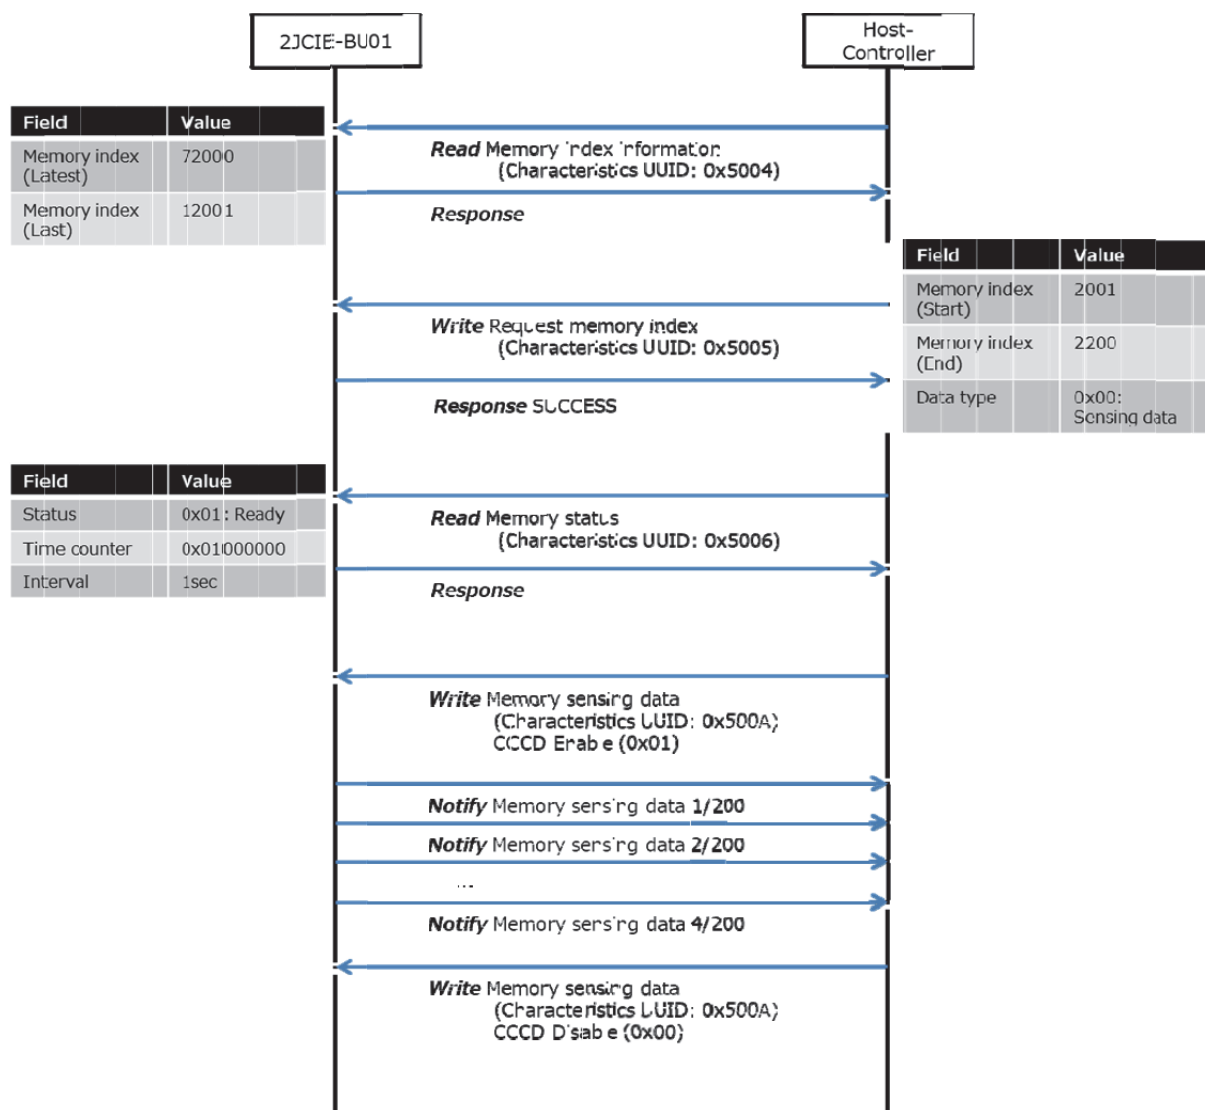 2JCIE-BU01
Host-
Controller
Field Value
Memory index 72000
(Latest)
Memory index 12001
(Last)
Read Memory index information
(Characteristics UUID: 0x5004)
Response
Field Value
Memory index 2001
(Start)
Memory index 2200
(End)
Data type 0x00:
Sensing data
Write Request memory index
(Characteristics UUID: 0x5005)
Response SUCCESS
Field Value
Status 0x01: Ready
Time counter 0x01000000
Interval 1sec
Read Memory status
(Characteristics UUID: 0x5006)
Response
Write Memory sensing data
(Characteristics UUID: 0x500A)
CCCD Enable (0x01)
Notify Memory sensing data 1/200
Notify Memory sensing data 2/200
...
Notify Memory sensing data 4/200
Write Memory sensing data
(Characteristics UUID: 0x500A)
CCCD Disable (0x00)